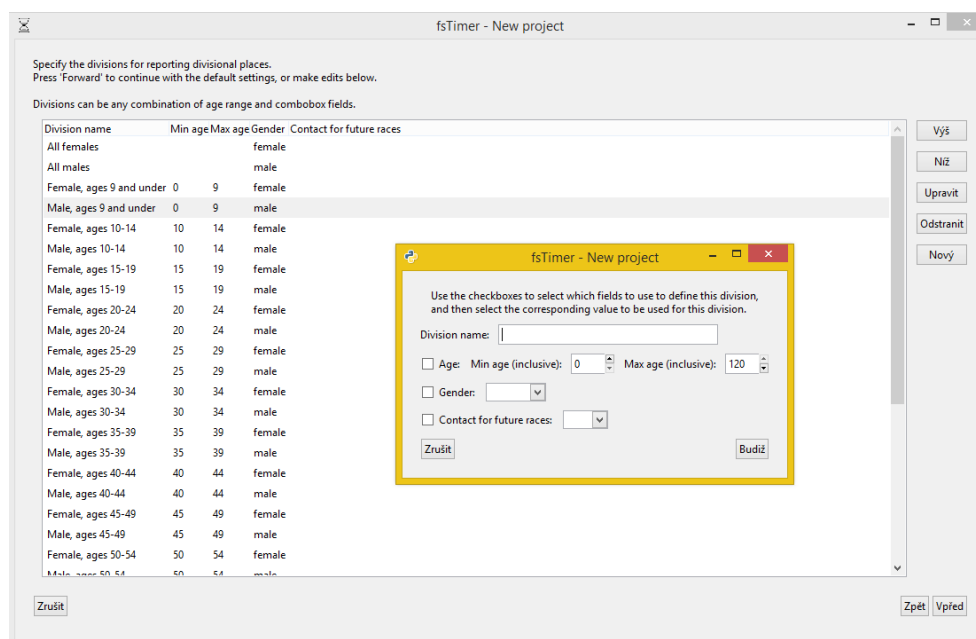 fsTimer - New project
Specify the divisions for reporting divisional places.
Press 'Forward' to continue with the default settings, or make edits below.
Divisions can be any combination of age range and combobox fields.
Division name Min age Max age Gender Contact for future races
All females female
All males male
Female, ages 9 and under 0 9 female
Male, ages 9 and under 0 9 male
Female, ages 10-14 10 14 female
Male, ages 10-14 10 14 male
Female, ages 15-19 15 19 female
Male, ages 15-19 15 19 male
Female, ages 20-24 20 24 female
Male, ages 20-24 20 24 male
Female, ages 25-29 25 29 female
Male, ages 25-29 25 29 male
Female, ages 30-34 30 34 female
Male, ages 30-34 30 34 male
Female, ages 35-39 35 39 female
Male, ages 35-39 35 39 male
Female, ages 40-44 40 44 female
Male, ages 40-44 40 44 male
Female, ages 45-49 45 49 female
Male, ages 45-49 45 49 male
Female, ages 50-54 50 54 female
Male, ages 50-54 50 54 male
Výš
Níž
Upravit
Odstranit
Nový
fsTimer - New project
Use the checkboxes to select which fields to use to define this division,
and then select the corresponding value to be used for this division.
Division name:
Age: Min age (inclusive): 0 Max age (inclusive): 120
Gender:
Contact for future races:
Zrušit Budiž
Zrušit Zpět Vpřed